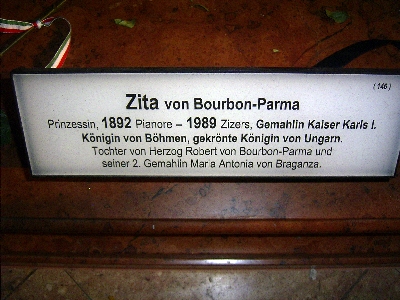 ( 146 )
Zita von Bourbon-Parma
Prinzessin, 1892 Pianore – 1989 Zizers, Gemahlin Kaiser Karls I.
Königin von Böhmen, gekrönte Königin von Ungarn.
Tochter von Herzog Robert von Bourbon-Parma und
seiner 2. Gemahlin Maria Antonia von Braganza.